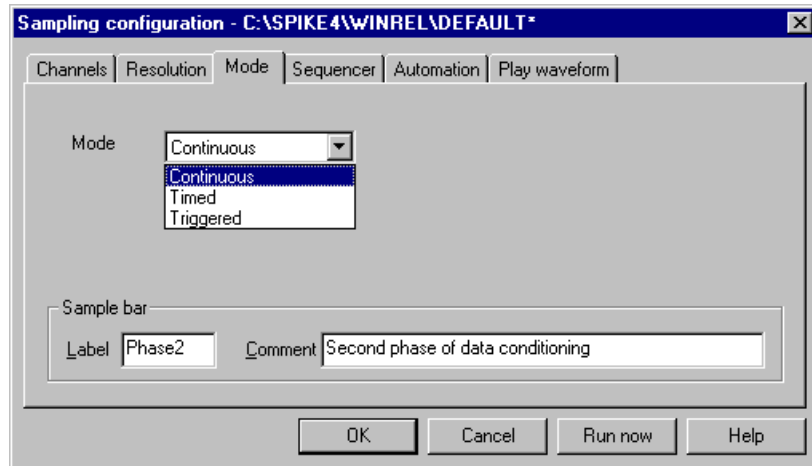 Sampling configuration - C:\SPIKE4\WINREL\DEFAULT*
Channels Resolution Mode Sequencer Automation Play waveform
Mode Continuous
Continuous
Timed
Triggered
Sample bar
Label Phase2 Comment Second phase of data conditioning
OK Cancel Run now Help